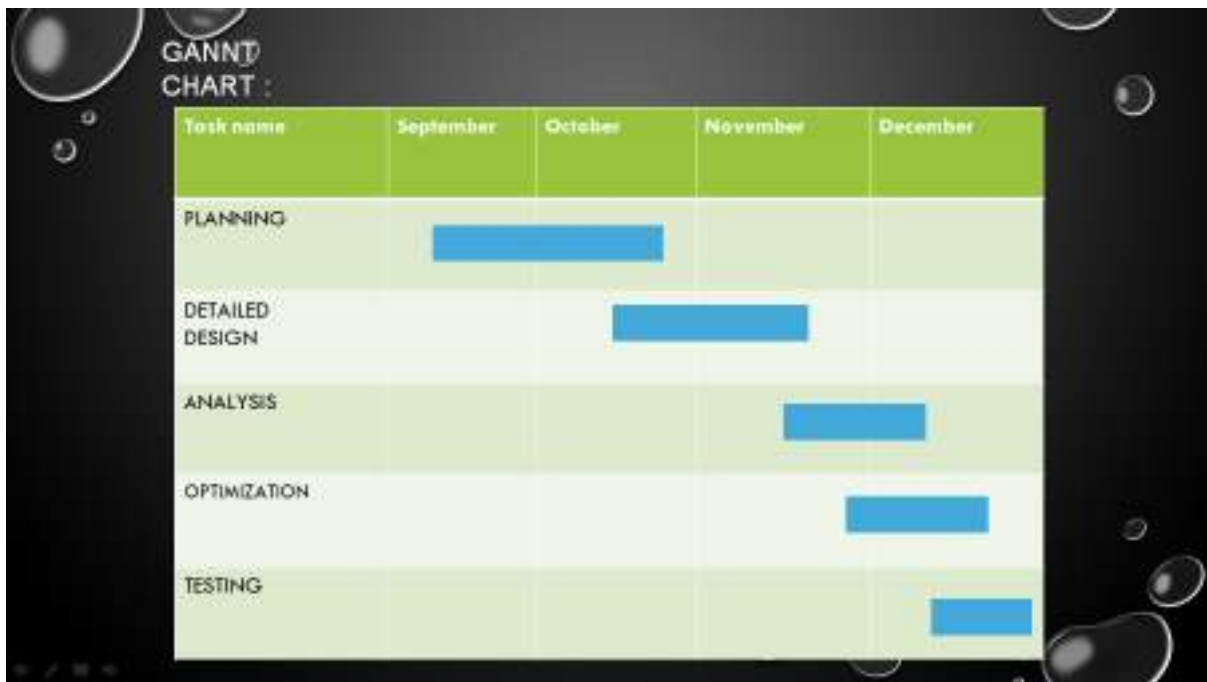 GANNT
CHART :
Task name September October November December
PLANNING
DETAILED
DESIGN
ANALYSIS
OPTIMIZATION
TESTING